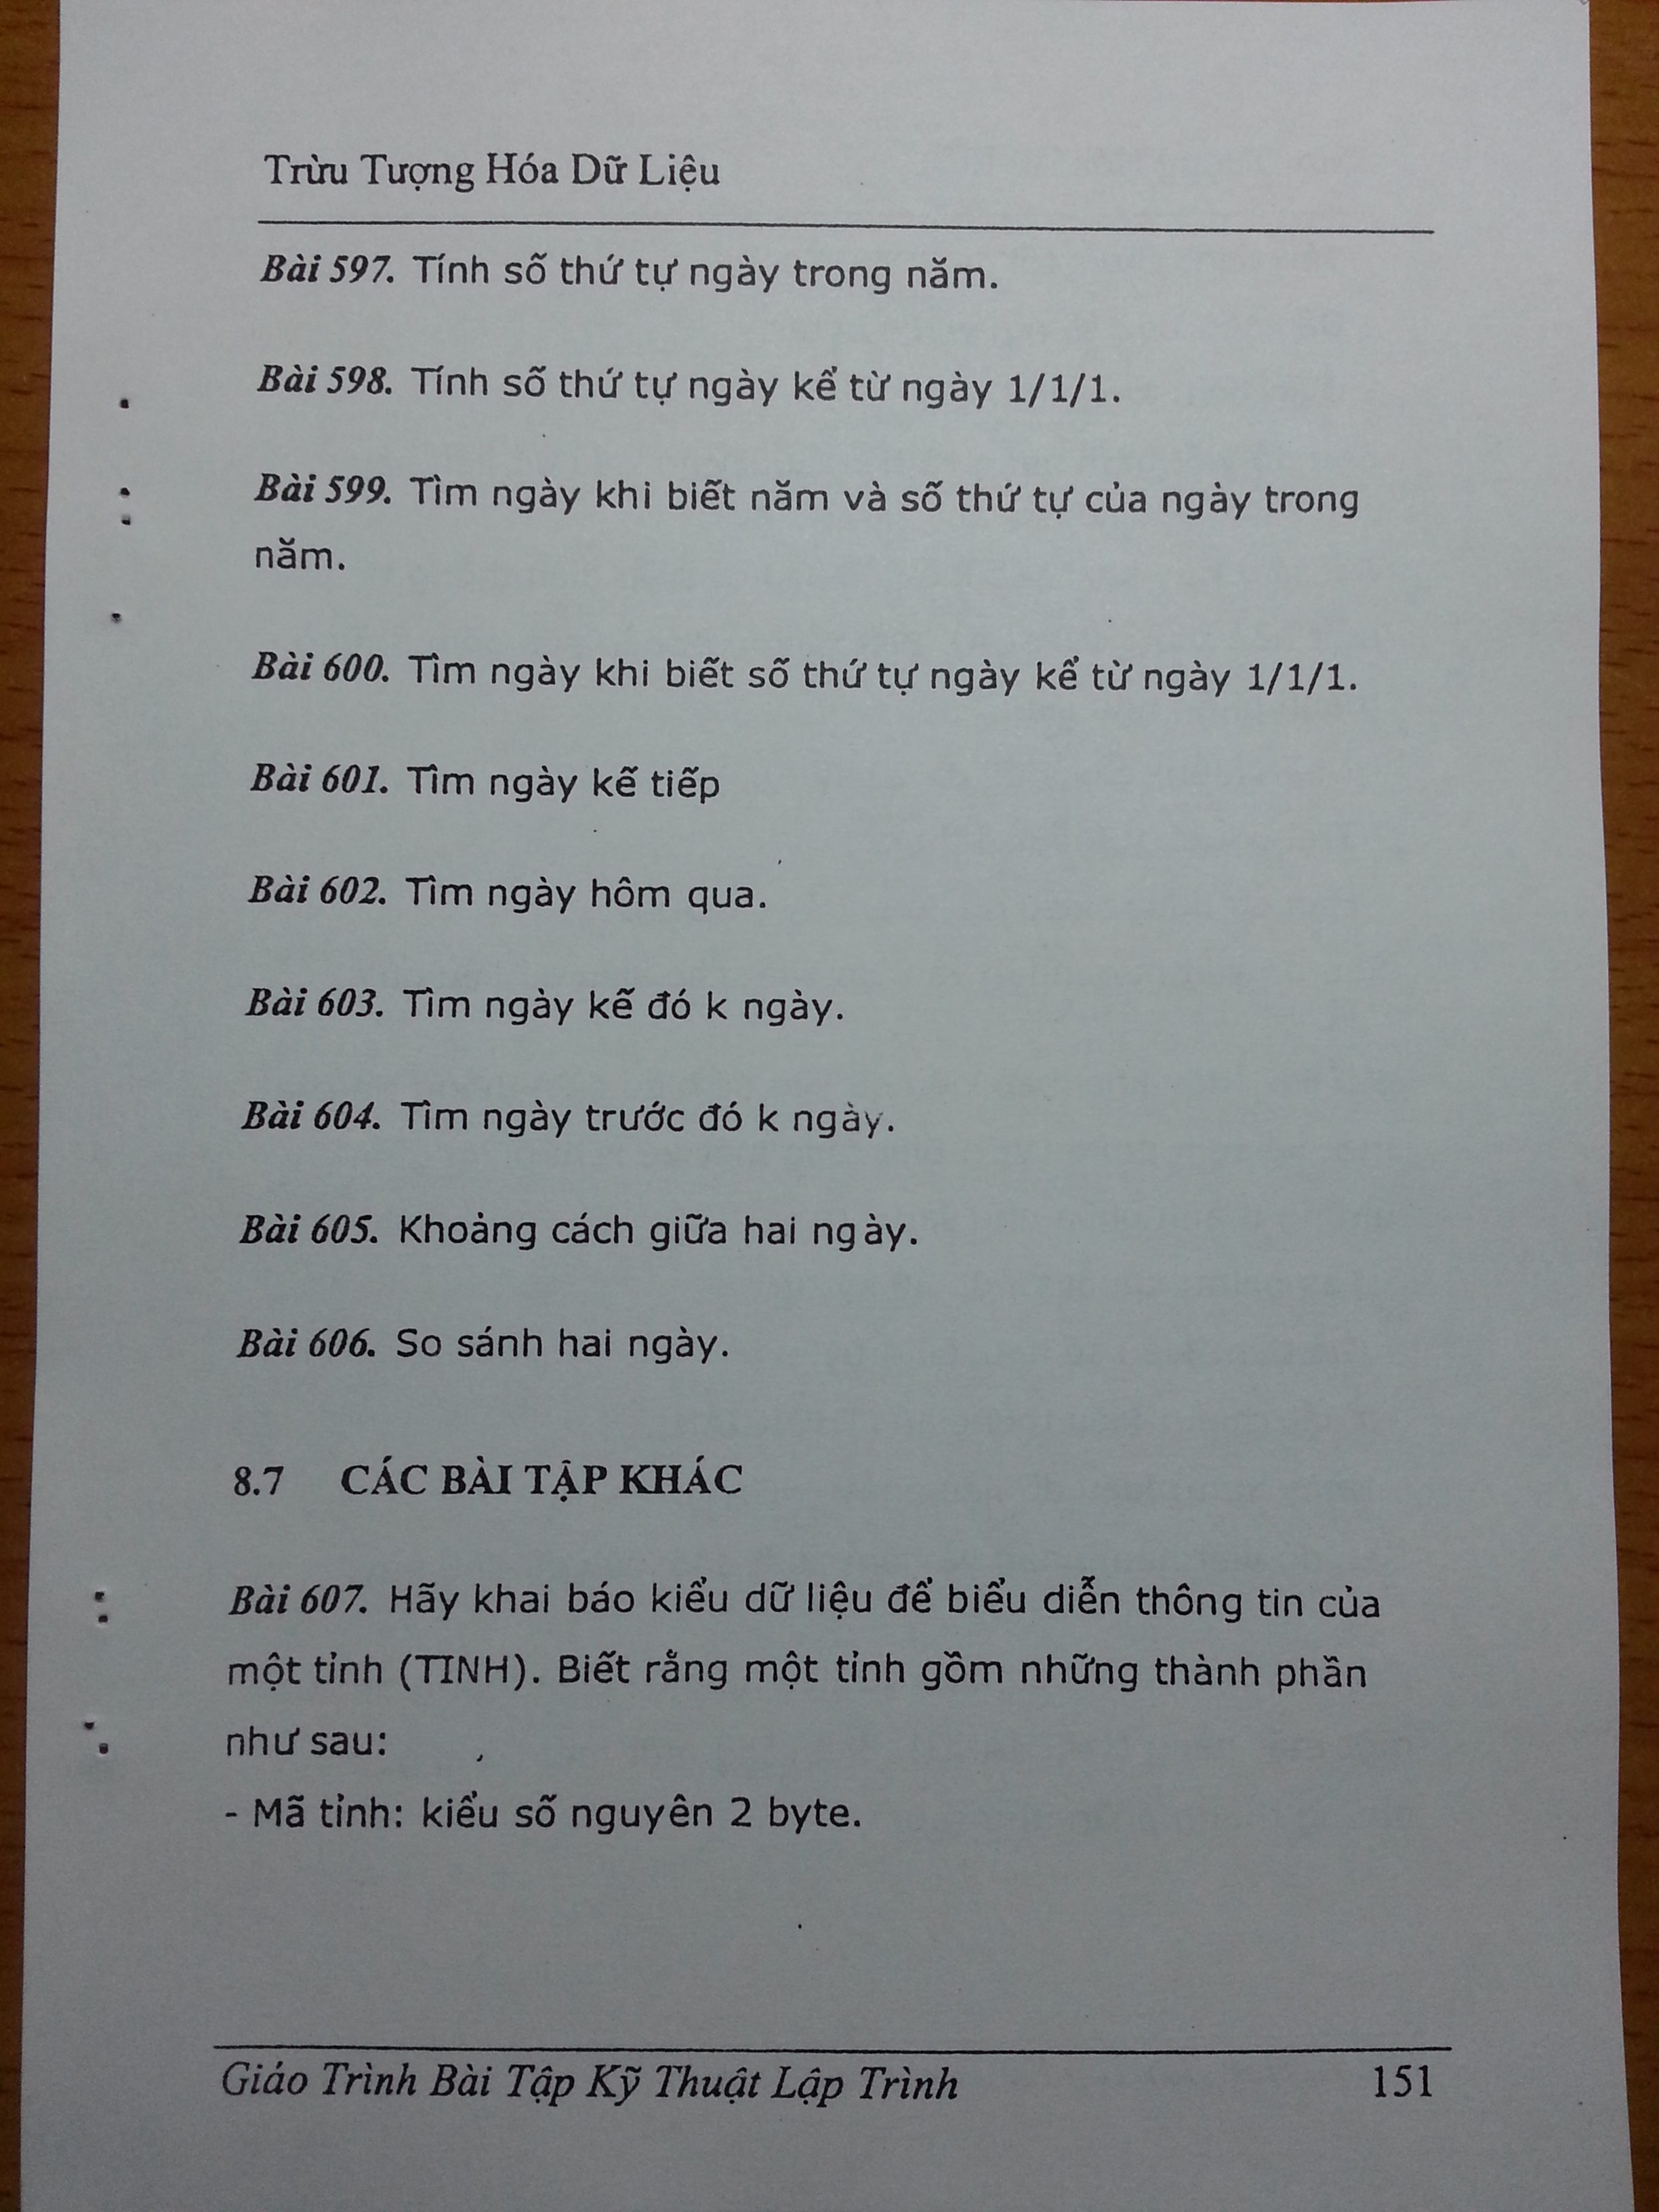 Trừu Tượng Hóa Dữ Liệu
Bài 597. Tính số thứ tự ngày trong năm.
Bài 598. Tính số thứ tự ngày kể từ ngày 1/1/1.
Bài 599. Tìm ngày khi biết năm và số thứ tự của ngày trong
năm.
Bài 600. Tìm ngày khi biết số thứ tự ngày kể từ ngày 1/1/1.
Bài 601. Tìm ngày kế tiếp
Bài 602. Tìm ngày hôm qua.
Bài 603. Tìm ngày kế đó k ngày.
Bài 604. Tìm ngày trước đó k ngày.
Bài 605. Khoảng cách giữa hai ngày.
Bài 606. So sánh hai ngày.
8.7 CÁC BÀI TẬP KHÁC
Bài 607. Hãy khai báo kiểu dữ liệu để biểu diễn thông tin của
một tỉnh (TINH). Biết rằng một tỉnh gồm những thành phần
như sau:
- Mã tỉnh: kiểu số nguyên 2 byte.
Giáo Trình Bài Tập Kỹ Thuật Lập Trình 151